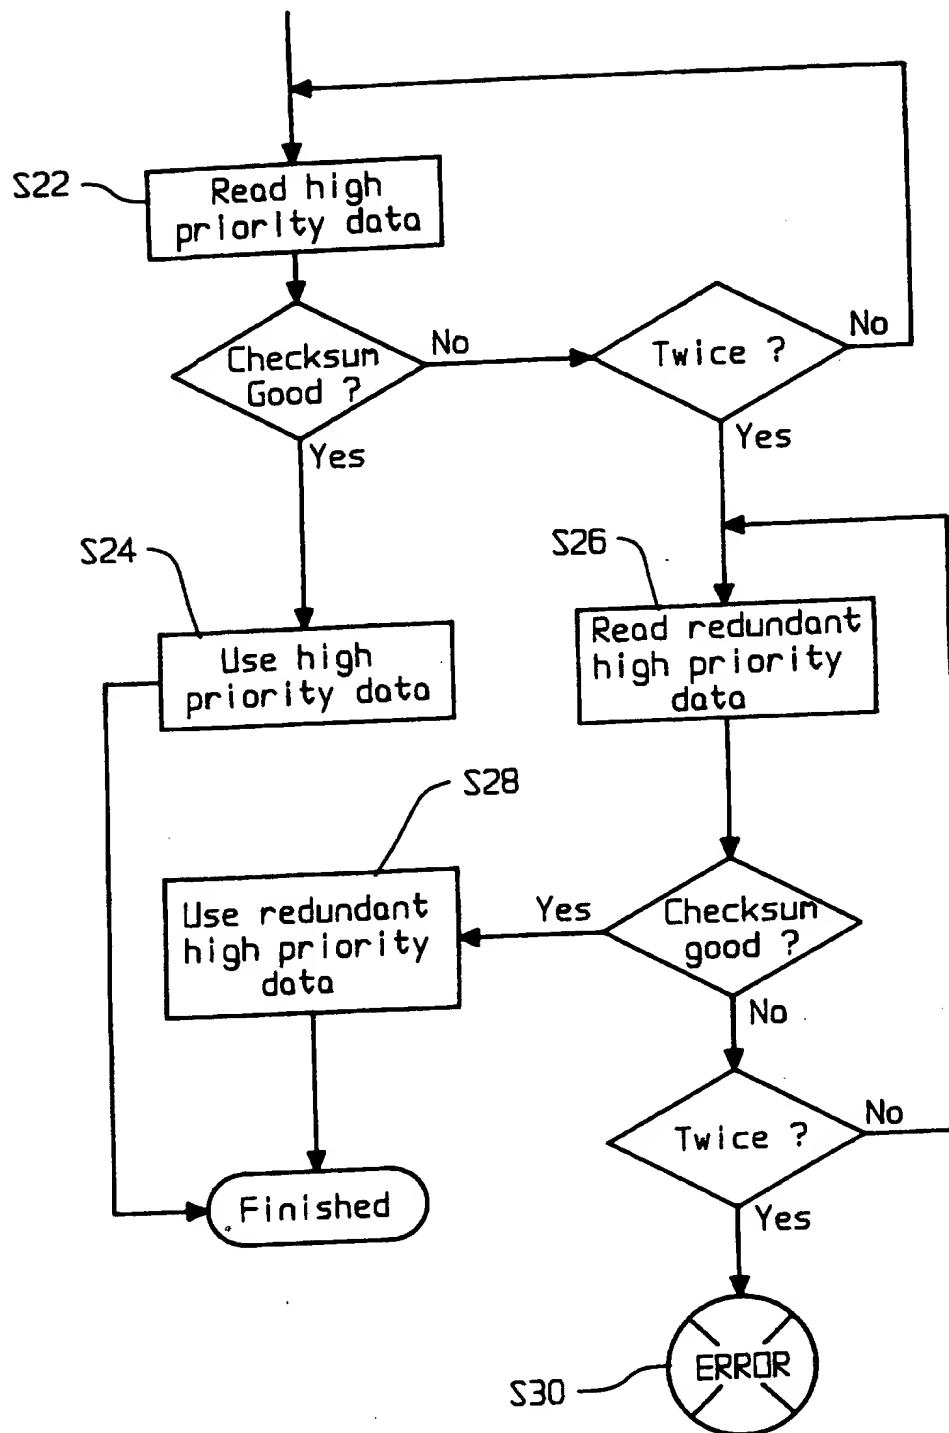 S22
Read high
priority data
Checksum
Good ?
No
Twice ?
No
Yes
Yes
S24
S26
Use high
priority data
Read redundant
high priority
data
S28
Use redundant
high priority
data
Yes
Checksum
good ?
No
Twice ?
No
Finished
Yes
ERROR
S30